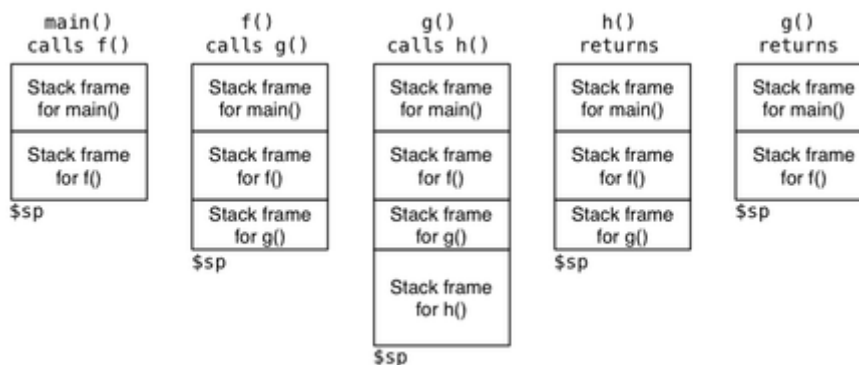 main()
calls f()
Stack frame
for main()
Stack frame
for f()
$sp
f()
calls g()
Stack frame
for main()
Stack frame
for f()
Stack frame
for g()
$sp
g()
calls h()
Stack frame
for main()
Stack frame
for f()
Stack frame
for g()
Stack frame
for h()
$sp
h()
returns
Stack frame
for main()
Stack frame
for f()
Stack frame
for g()
$sp
g()
returns
Stack frame
for main()
Stack frame
for f()
$sp